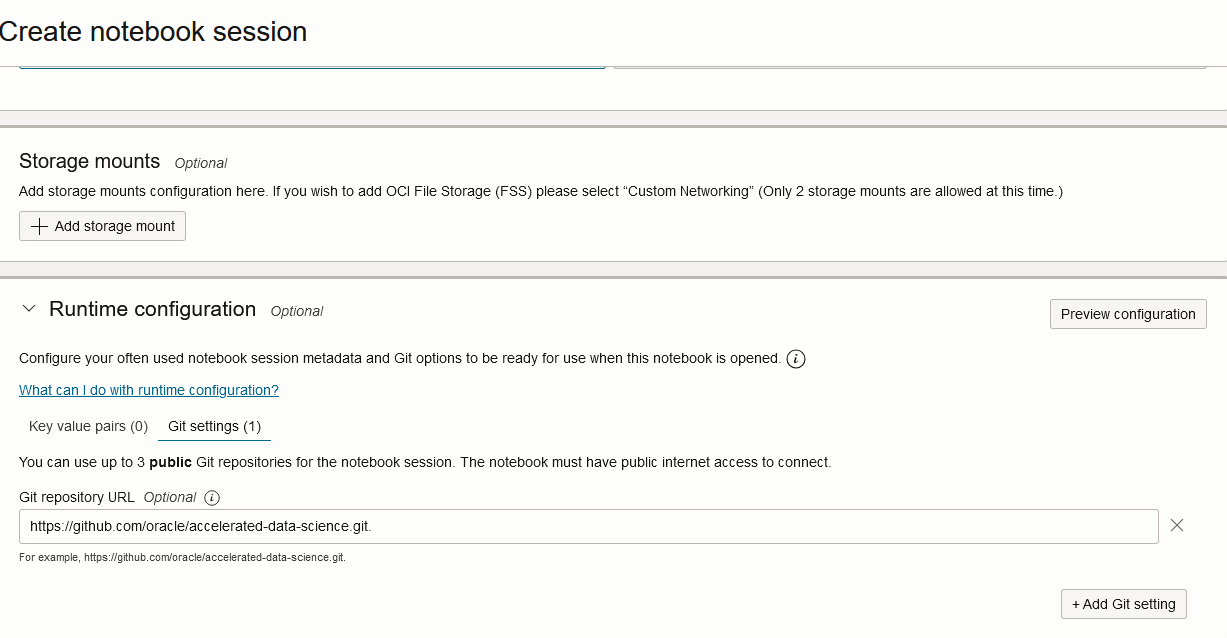 Create notebook session
Storage mounts Optional
Add storage mounts configuration here. If you wish to add OCI File Storage (FSS) please select “Custom Networking” (Only 2 storage mounts are allowed at this time.)
Add storage mount
Runtime configuration Optional
Preview configuration
Configure your often used notebook session metadata and Git options to be ready for use when this notebook is opened.
What can I do with runtime configuration?
Key value pairs (0) Git settings (1)
You can use up to 3 public Git repositories for the notebook session. The notebook must have public internet access to connect.
Git repository URL Optional
https://github.com/oracle/accelerated-data-science.git.
For example, https://github.com/oracle/accelerated-data-science.git.
+ Add Git setting